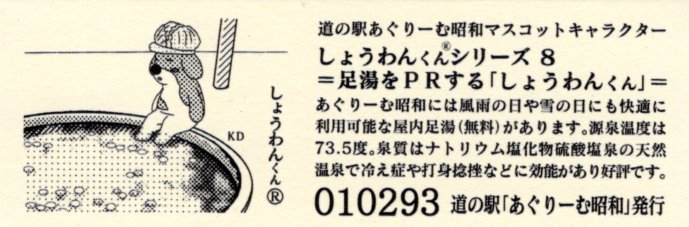 道の駅あぐりーむ昭和マスコットキャラクター
しょうわんくん®シリーズ 8
＝足湯をＰＲする「しょうわんくん」＝
あぐりーむ昭和には風雨の日や雪の日にも快適に
利用可能な屋内足湯(無料)があります。源泉温度は
73.5度。泉質はナトリウム塩化物硫酸塩泉の天然
温泉で冷え症や打身捻挫などに効能があり好評です。
010293 道の駅「あぐりーむ昭和」発行
しょうわんくん®
KD